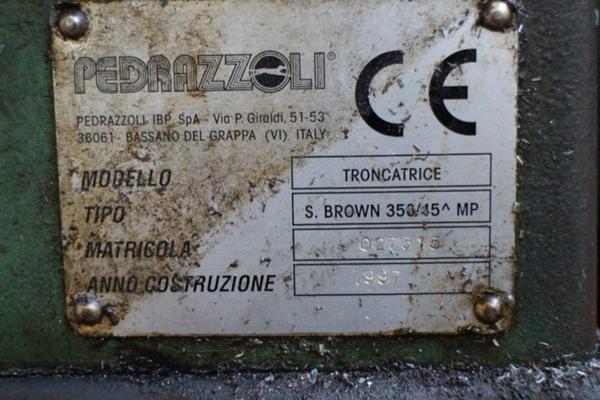 PEDRAZZOLI®
CE
PEDRAZZOLI IBP SpA - Via P. Giraldi, 51-53
36061 - BASSANO DEL GRAPPA (VI) ITALY
MODELLO TRONCATRICE
TIPO S. BROWN 350/45^ MP
MATRICOLA
ANNO COSTRUZIONE 1997